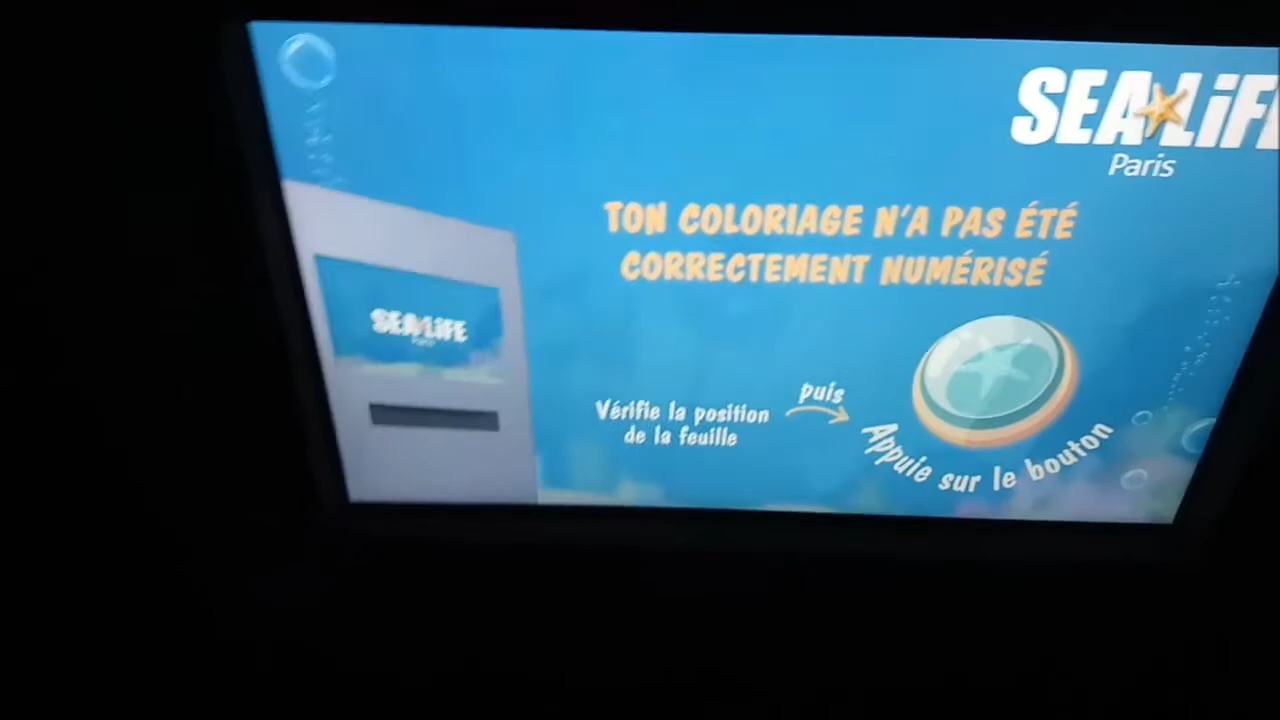 SEA LiFE
Paris
TON COLORIAGE N'A PAS ÉTÉ
CORRECTEMENT NUMÉRISÉ
SEA LiFE
Paris
Vérifie la position
de la feuille
puis
Appuie sur le bouton